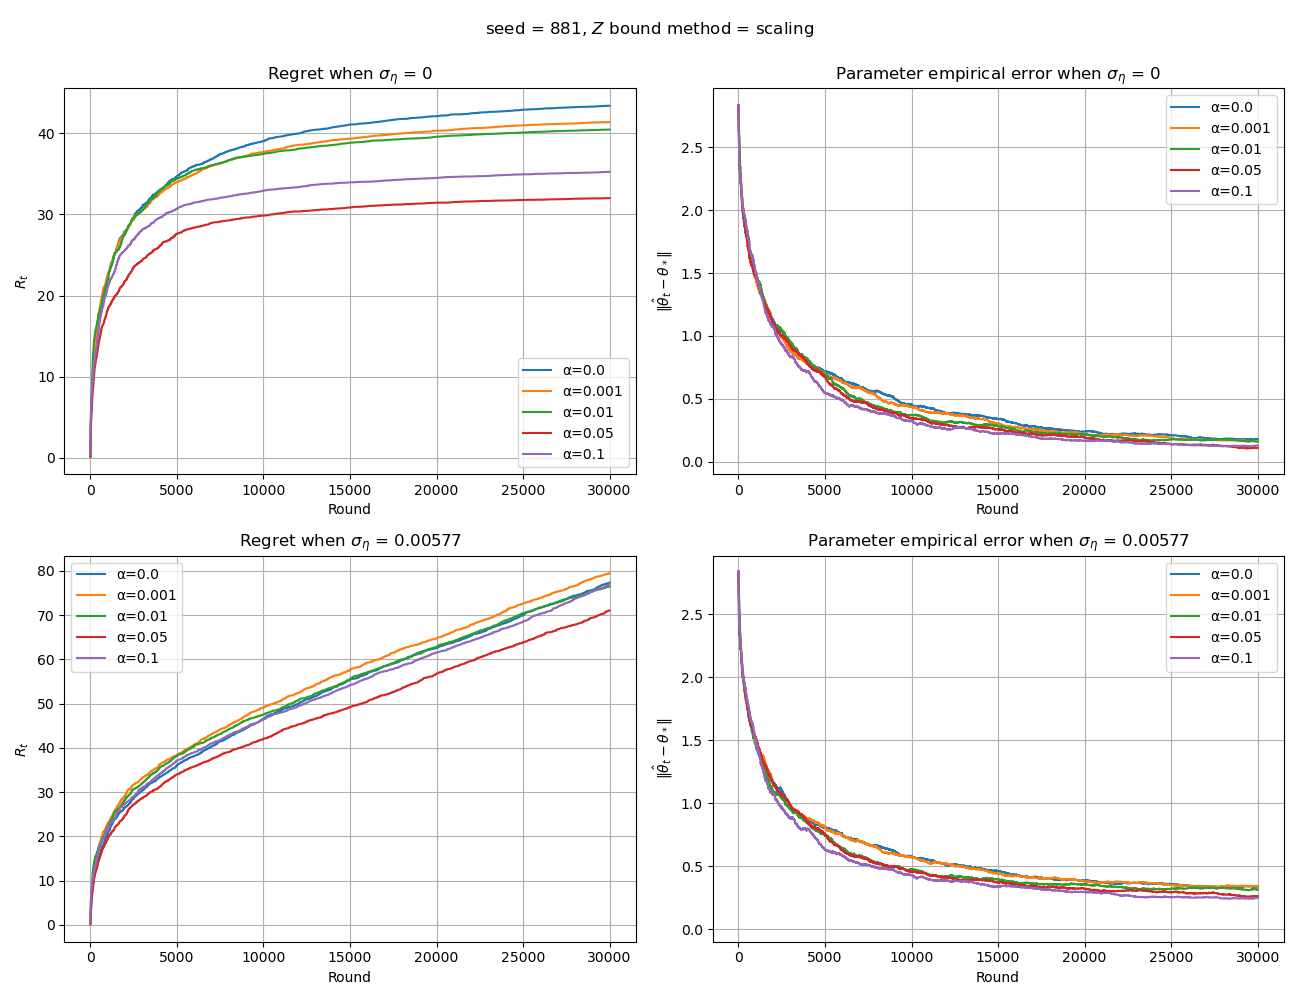 seed = 881, Z bound method = scaling
Regret when σ_η = 0
R_t
40
30
20
10
0
α=0.0
α=0.001
α=0.01
α=0.05
α=0.1
0 5000 10000 15000 20000 25000 30000
Round
Parameter empirical error when σ_η = 0
‖θ̂_t − θ_*‖
2.5
2.0
1.5
1.0
0.5
0.0
α=0.0
α=0.001
α=0.01
α=0.05
α=0.1
0 5000 10000 15000 20000 25000 30000
Round
Regret when σ_η = 0.00577
R_t
80
70
60
50
40
30
20
10
0
α=0.0
α=0.001
α=0.01
α=0.05
α=0.1
0 5000 10000 15000 20000 25000 30000
Round
Parameter empirical error when σ_η = 0.00577
‖θ̂_t − θ_*‖
2.5
2.0
1.5
1.0
0.5
0.0
α=0.0
α=0.001
α=0.01
α=0.05
α=0.1
0 5000 10000 15000 20000 25000 30000
Round